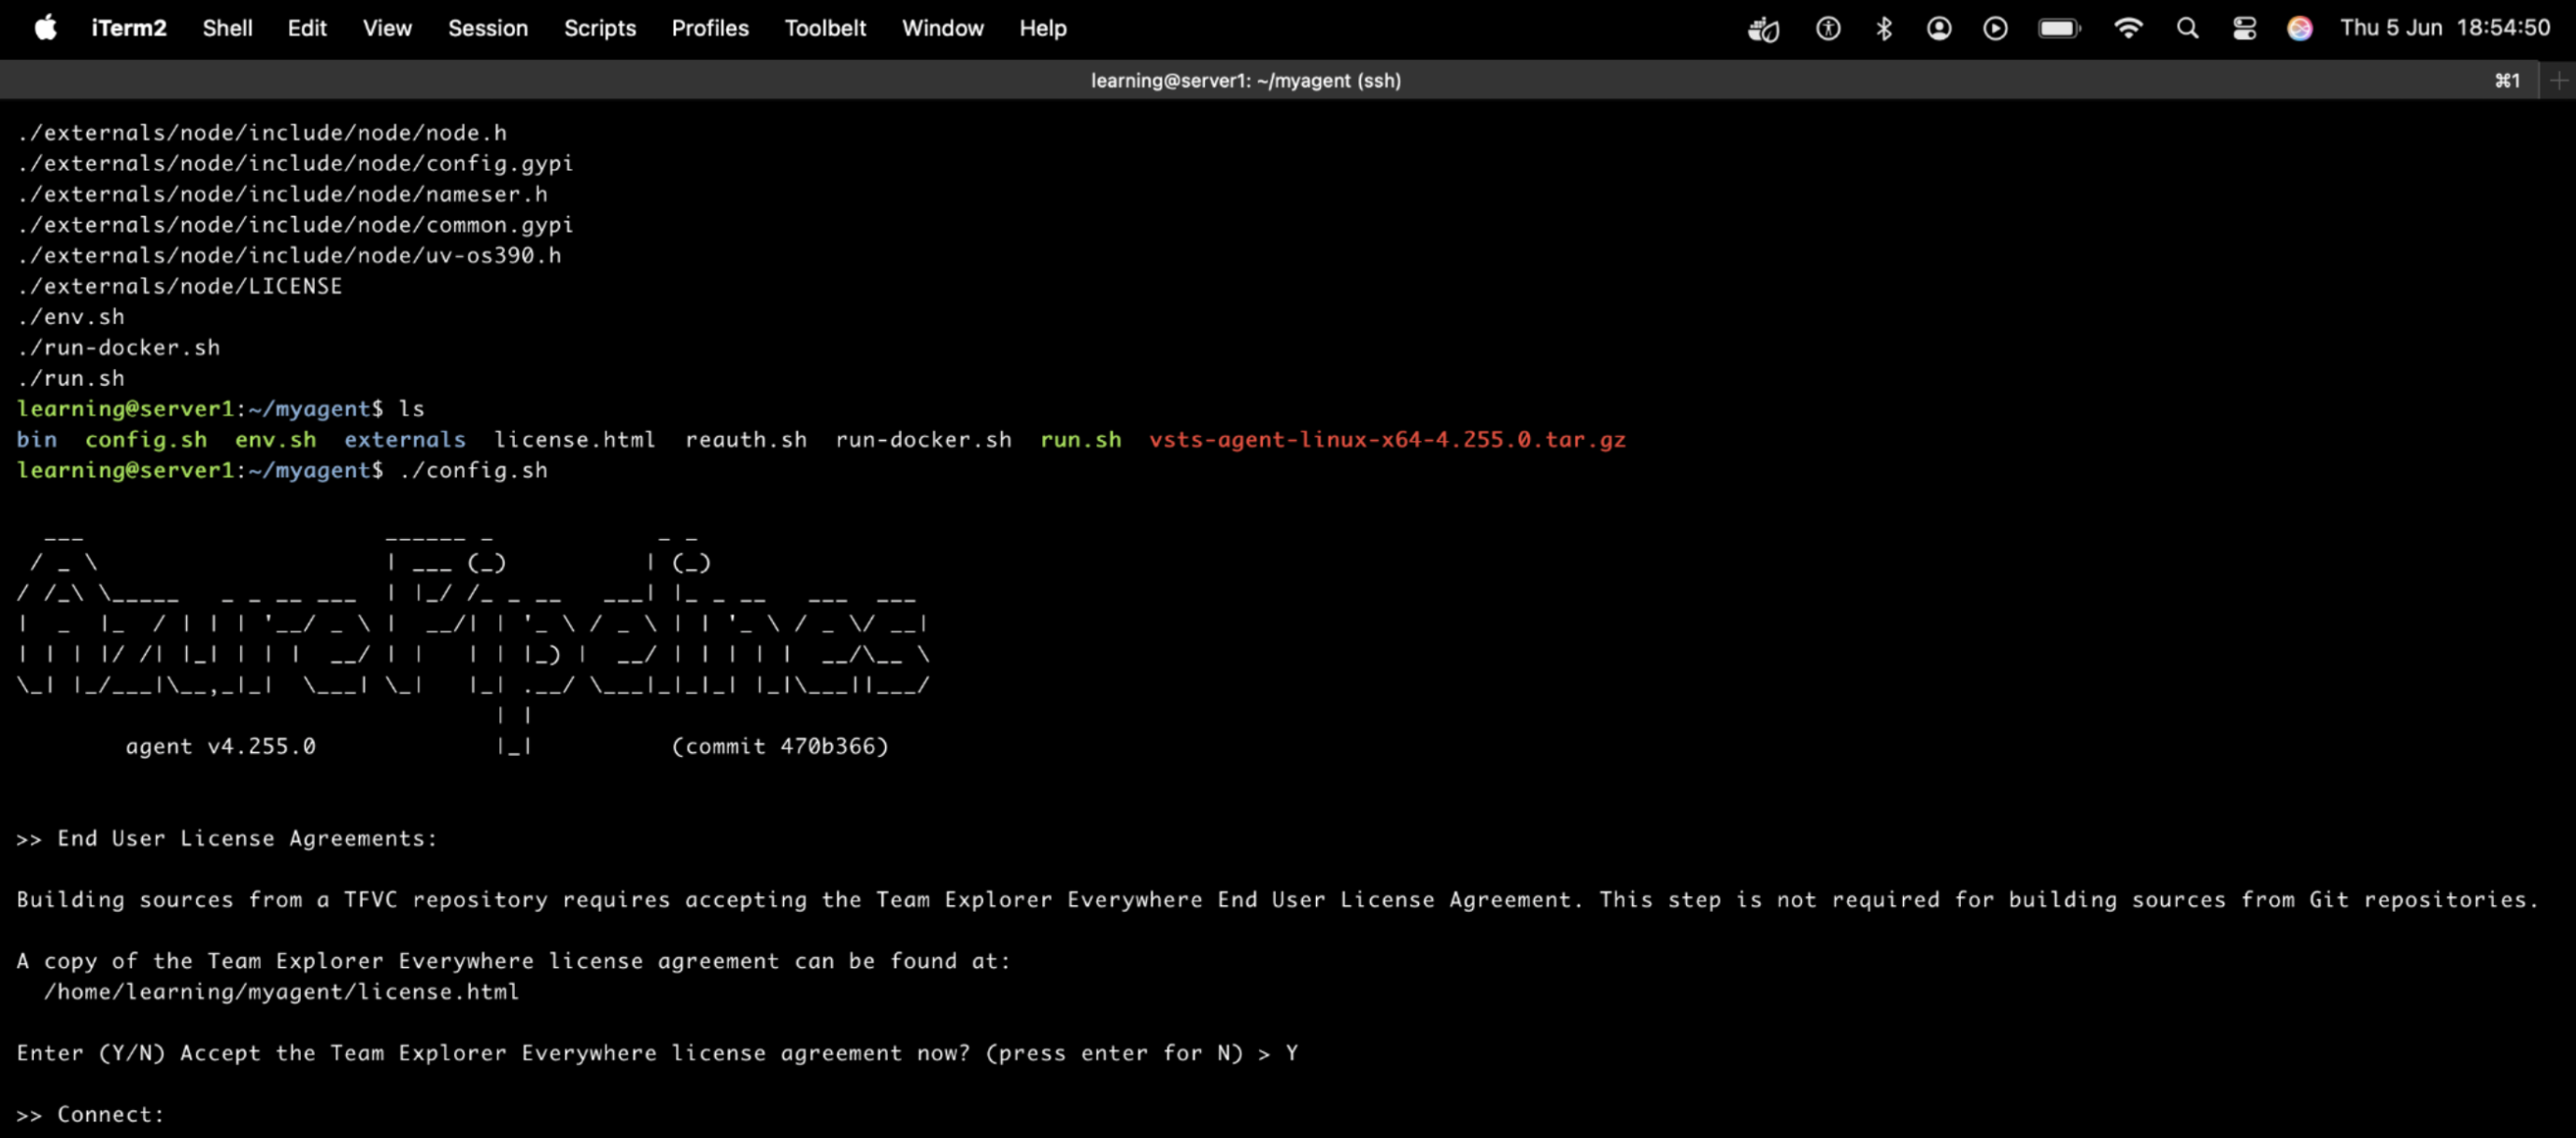 iTerm2 Shell Edit View Session Scripts Profiles Toolbelt Window Help Thu 5 Jun 18:54:50
learning@server1: ~/myagent (ssh) ⌘1
./externals/node/include/node/node.h
./externals/node/include/node/config.gypi
./externals/node/include/node/nameser.h
./externals/node/include/node/common.gypi
./externals/node/include/node/uv-os390.h
./externals/node/LICENSE
./env.sh
./run-docker.sh
./run.sh
learning@server1:~/myagent$ ls
bin config.sh env.sh externals license.html reauth.sh run-docker.sh run.sh vsts-agent-linux-x64-4.255.0.tar.gz
learning@server1:~/myagent$ ./config.sh
Azure Pipelines
agent v4.255.0 (commit 470b366)
>> End User License Agreements:
Building sources from a TFVC repository requires accepting the Team Explorer Everywhere End User License Agreement. This step is not required for building sources from Git repositories.
A copy of the Team Explorer Everywhere license agreement can be found at:
/home/learning/myagent/license.html
Enter (Y/N) Accept the Team Explorer Everywhere license agreement now? (press enter for N) > Y
>> Connect: